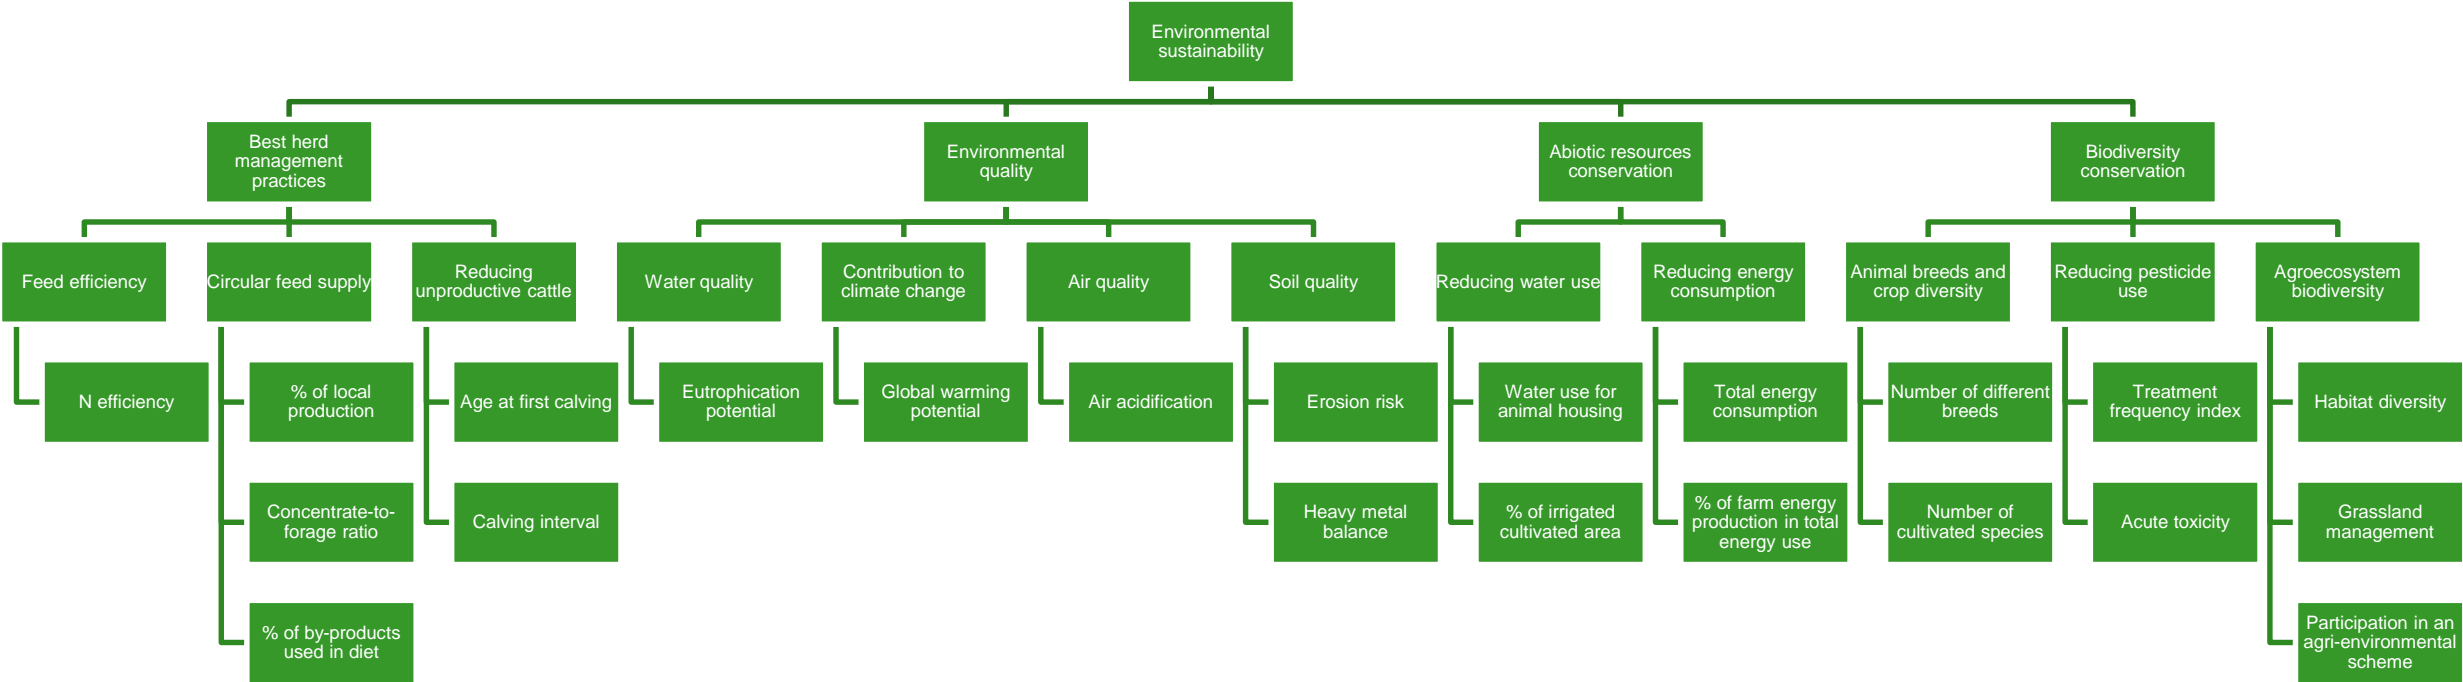 Environmental
sustainability
Best herd
management
practices
Environmental
quality
Abiotic resources
conservation
Biodiversity
conservation
Feed efficiency
Circular feed supply
Reducing
unproductive cattle
Water quality
Contribution to
climate change
Air quality
Soil quality
Reducing water use
Reducing energy
consumption
Animal breeds and
crop diversity
Reducing pesticide
use
Agroecosystem
biodiversity
N efficiency
% of local
production
Age at first calving
Eutrophication
potential
Global warming
potential
Air acidification
Erosion risk
Water use for
animal housing
Total energy
consumption
Number of different
breeds
Treatment
frequency index
Habitat diversity
Concentrate-to-
forage ratio
Calving interval
Heavy metal
balance
% of irrigated
cultivated area
% of farm energy
production in total
energy use
Number of
cultivated species
Acute toxicity
Grassland
management
% of by-products
used in diet
Participation in an
agri-environmental
scheme